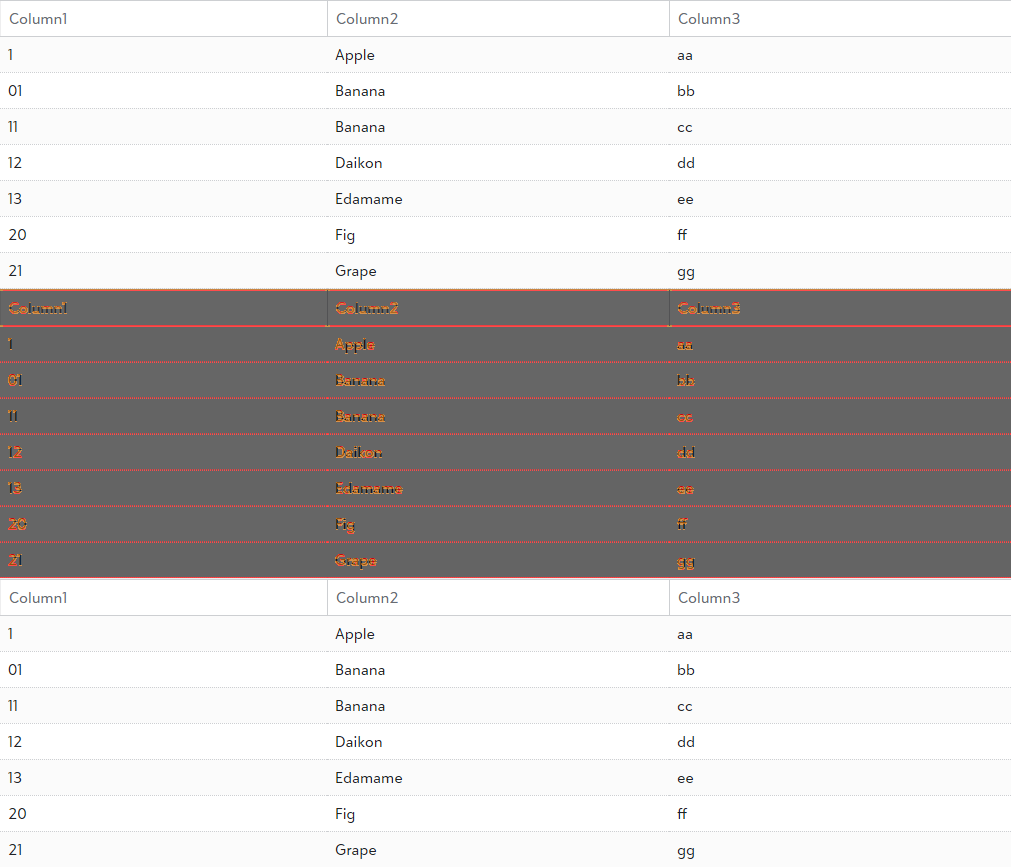 Column1 Column2 Column3
1 Apple aa
01 Banana bb
11 Banana cc
12 Daikon dd
13 Edamame ee
20 Fig ff
21 Grape gg
Column1 Column2 Column3
1 Apple aa
01 Banana bb
11 Banana cc
12 Daikon dd
13 Edamame ee
20 Fig ff
21 Grape gg
Column1 Column2 Column3
1 Apple aa
01 Banana bb
11 Banana cc
12 Daikon dd
13 Edamame ee
20 Fig ff
21 Grape gg